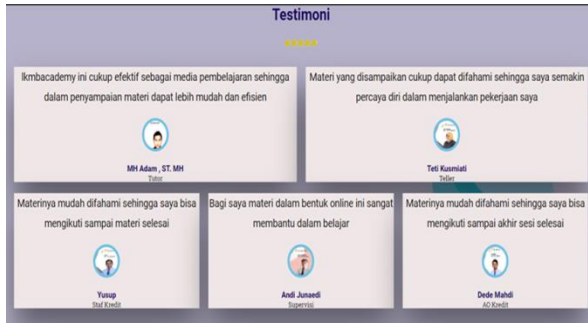 Testimoni
lkmbacademy ini cukup efektif sebagai media pembelajaran sehingga
dalam penyampaian materi dapat lebih mudah dan efisien
MH Adam , ST. MH
Tutor
Materi yang disampaikan cukup dapat difahami sehingga saya semakin
percaya diri dalam menjalankan pekerjaan saya
Teti Kusmiati
Teller
Materinya mudah difahami sehingga saya bisa
mengikuti sampai materi selesai
Yusup
Staf Kredit
Bagi saya materi dalam bentuk online ini sangat
membantu dalam belajar
Andi Junaedi
Supervisi
Materinya mudah difahami sehingga saya bisa
mengikuti sampai akhir sesi selesai
Dede Mahdi
AO Kredit